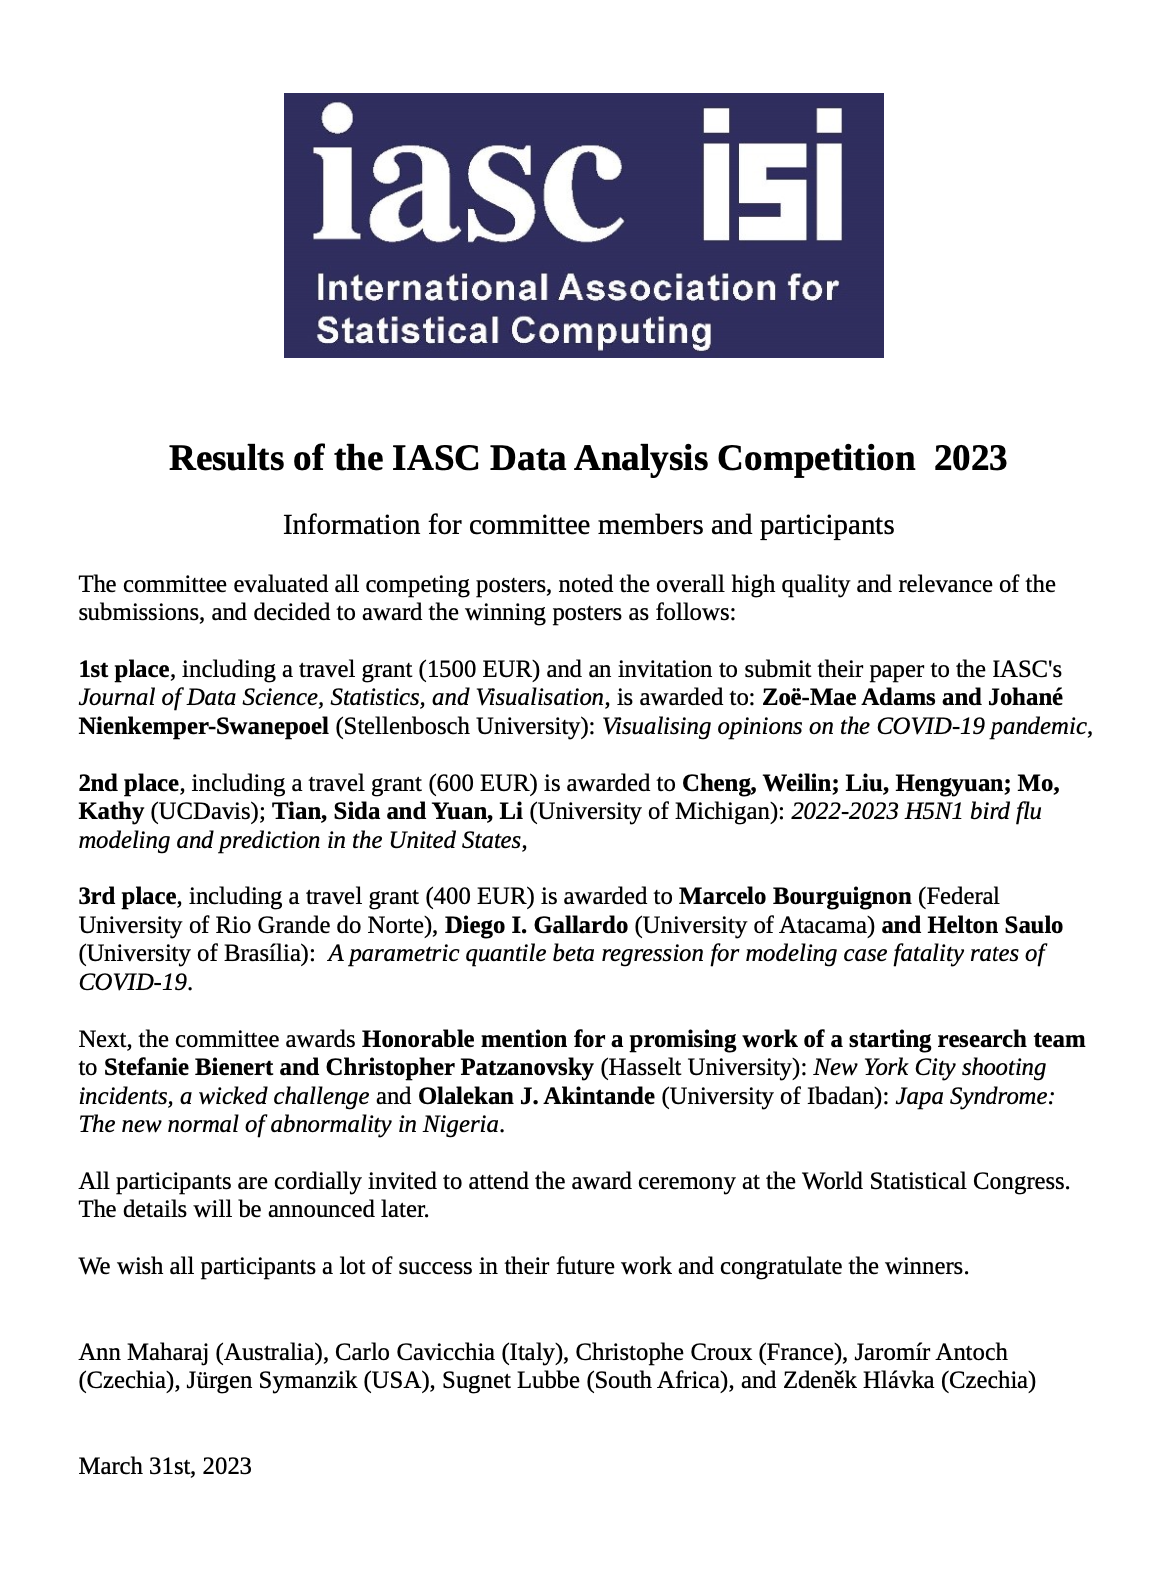 iasc isi
International Association for
Statistical Computing
Results of the IASC Data Analysis Competition  2023
Information for committee members and participants
The committee evaluated all competing posters, noted the overall high quality and relevance of the
submissions, and decided to award the winning posters as follows:
1st place, including a travel grant (1500 EUR) and an invitation to submit their paper to the IASC's
Journal of Data Science, Statistics, and Visualisation, is awarded to: Zoë-Mae Adams and Johané
Nienkemper-Swanepoel (Stellenbosch University): Visualising opinions on the COVID-19 pandemic,
2nd place, including a travel grant (600 EUR) is awarded to Cheng, Weilin; Liu, Hengyuan; Mo,
Kathy (UCDavis); Tian, Sida and Yuan, Li (University of Michigan): 2022-2023 H5N1 bird flu
modeling and prediction in the United States,
3rd place, including a travel grant (400 EUR) is awarded to Marcelo Bourguignon (Federal
University of Rio Grande do Norte), Diego I. Gallardo (University of Atacama) and Helton Saulo
(University of Brasília):  A parametric quantile beta regression for modeling case fatality rates of
COVID-19.
Next, the committee awards Honorable mention for a promising work of a starting research team
to Stefanie Bienert and Christopher Patzanovsky (Hasselt University): New York City shooting
incidents, a wicked challenge and Olalekan J. Akintande (University of Ibadan): Japa Syndrome:
The new normal of abnormality in Nigeria.
All participants are cordially invited to attend the award ceremony at the World Statistical Congress.
The details will be announced later.
We wish all participants a lot of success in their future work and congratulate the winners.
Ann Maharaj (Australia), Carlo Cavicchia (Italy), Christophe Croux (France), Jaromír Antoch
(Czechia), Jürgen Symanzik (USA), Sugnet Lubbe (South Africa), and Zdeněk Hlávka (Czechia)
March 31st, 2023